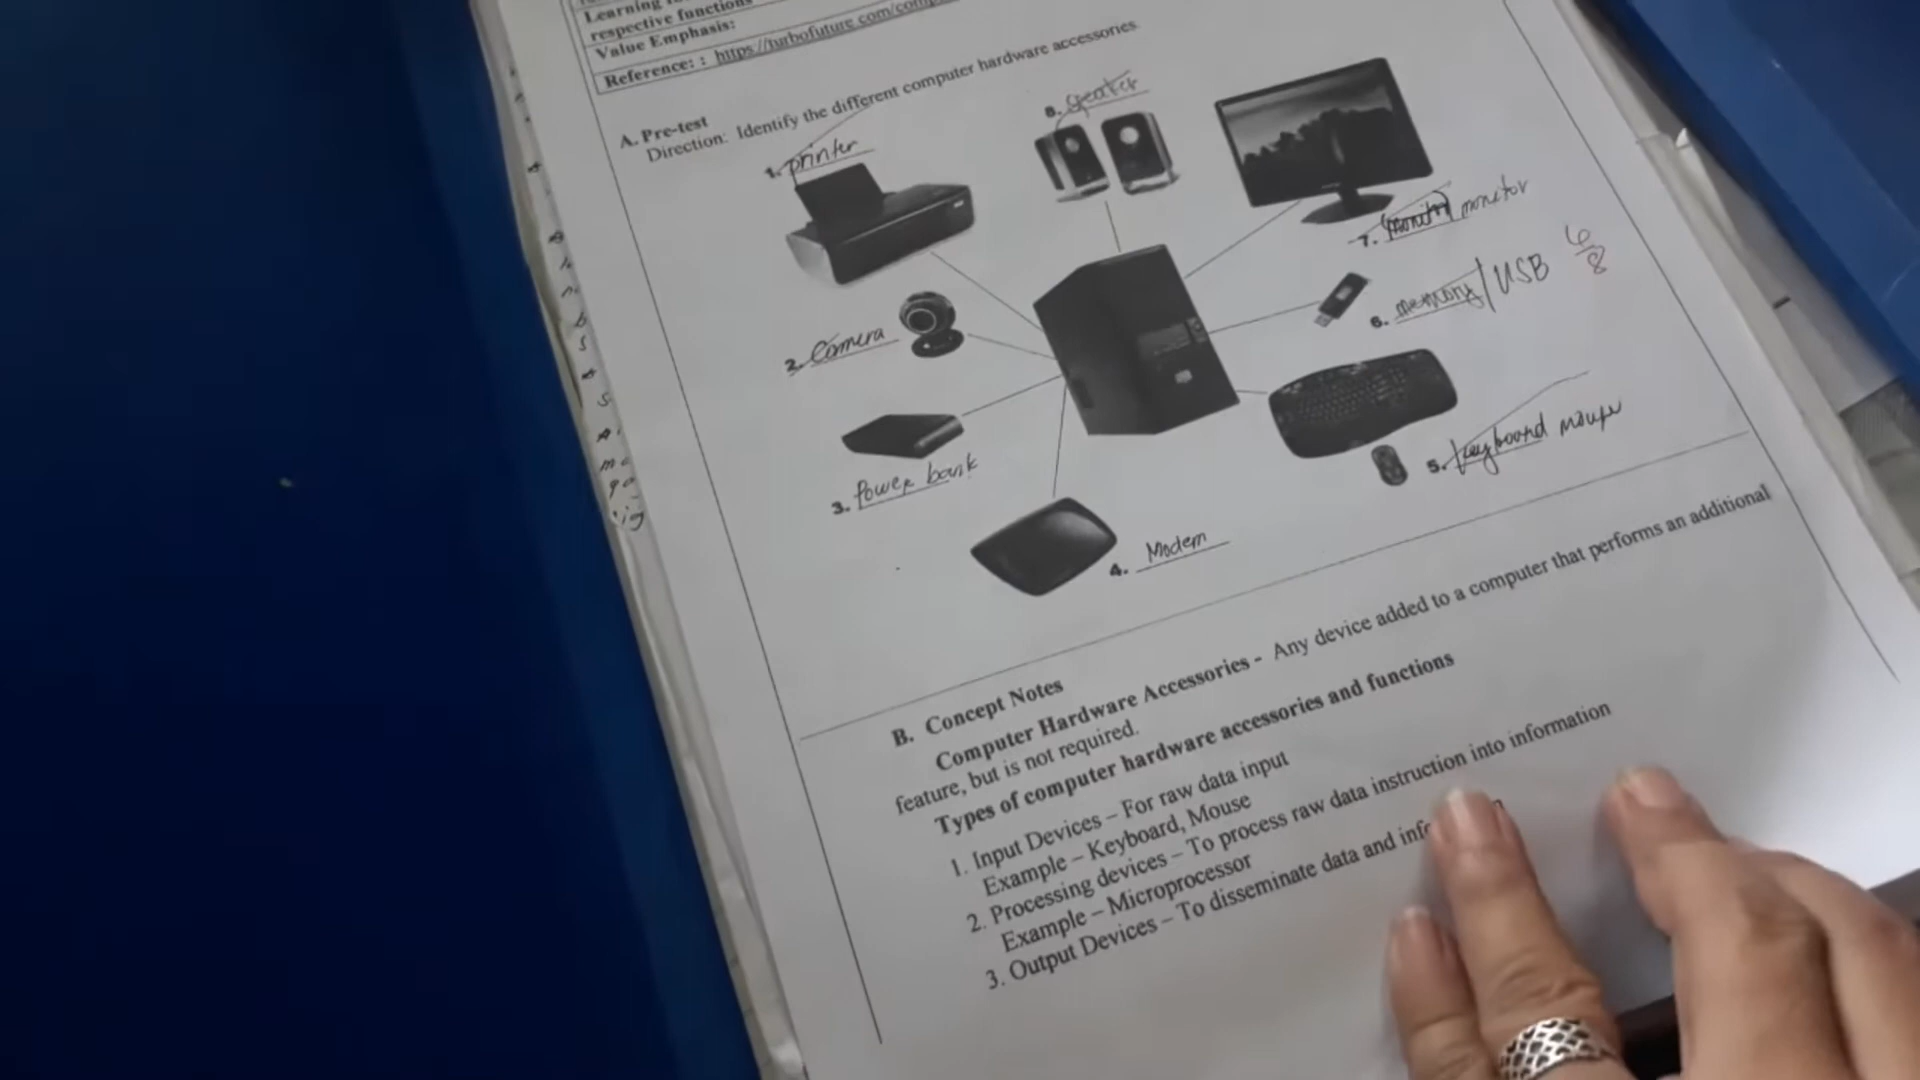 Learning
respective functions
Value Emphasis:
Reference: : https://turbofuture.com/comp
A. Pre-test
Direction: Identify the different computer hardware accessories.
1. printer
8. speaker
7. monitor monitor
2. Camera
6. memory/USB
6/8
3. Power bank
5. keyboard mouse
4. Modem
B. Concept Notes
Computer Hardware Accessories - Any device added to a computer that performs an additional
feature, but is not required.
Types of computer hardware accessories and functions
1. Input Devices – For raw data input
Example – Keyboard, Mouse
2. Processing devices – To process raw data instruction into information
Example – Microprocessor
3. Output Devices – To disseminate data and inf